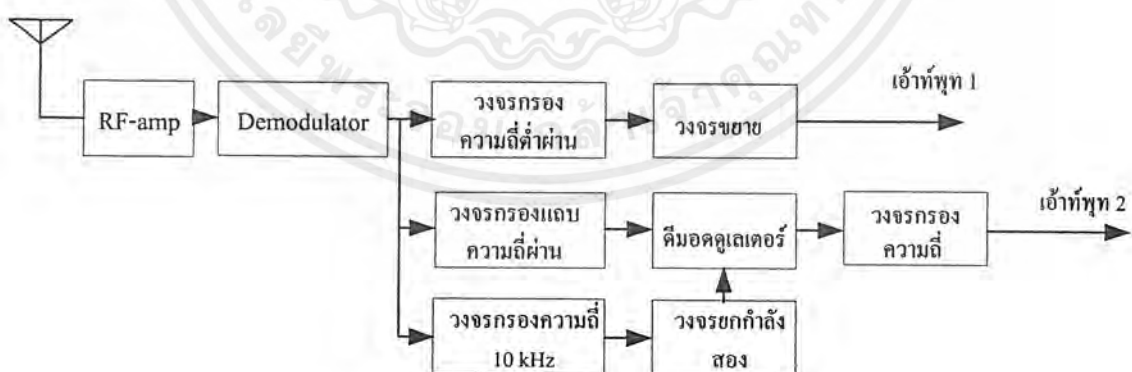 เอ้าท์พุท 1
RF-amp
Demodulator
วงจรกรอง
ความถี่ต่ำผ่าน
วงจรขยาย
เอ้าท์พุท 2
วงจรกรองแถบ
ความถี่ผ่าน
ดีมอดดูเลเตอร์
วงจรกรอง
ความถี่
วงจรกรองความถี่
10 kHz
วงจรยกกำลัง
สอง